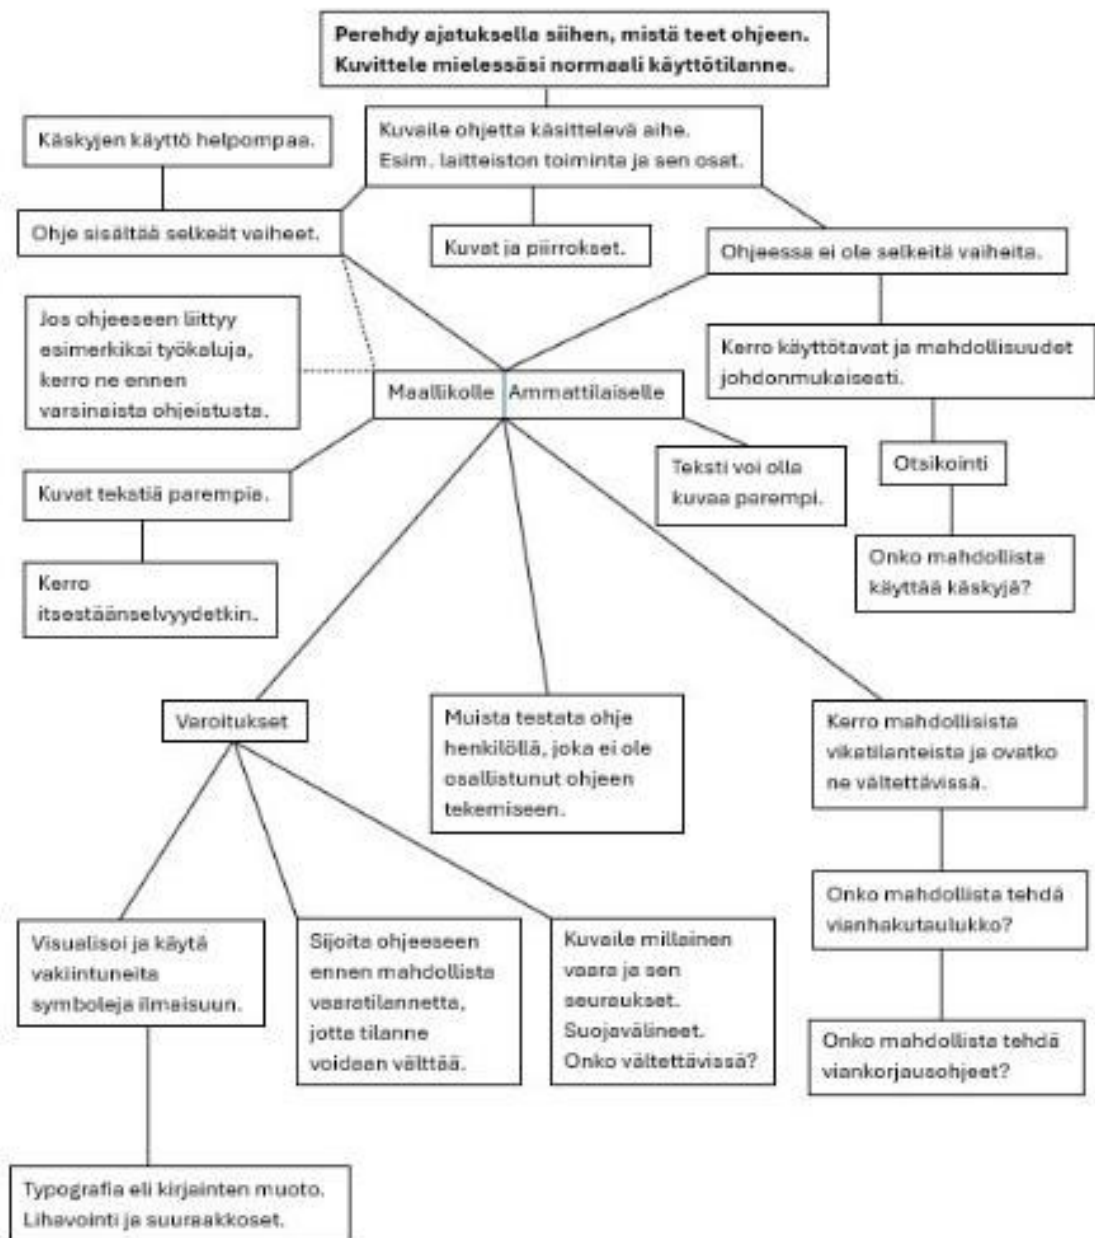 Perehdy ajatuksella siihen, mistä teet ohjeen.
Kuvittele mielessäsi normaali käyttötilanne.
Käskyjen käyttö helpompaa.
Kuvaile ohjetta käsittelevä aihe.
Esim. laitteiston toiminta ja sen osat.
Ohje sisältää selkeät vaiheet.
Kuvat ja piirrokset.
Ohjeessa ei ole selkeitä vaiheita.
Jos ohjeeseen liittyy
esimerkiksi työkaluja,
kerro ne ennen
varsinaista ohjeistusta.
Kerro käyttötavat ja mahdollisuudet
johdonmukaisesti.
Maallikolle Ammattilaiselle
Kuvat tekstiä parempia.
Teksti voi olla
kuvaa parempi.
Otsikointi
Onko mahdollista
käyttää käskyjä?
Kerro
itsestäänselvyydetkin.
Varoitukset
Muista testata ohje
henkilöllä, joka ei ole
osallistunut ohjeen
tekemiseen.
Kerro mahdollisista
vikatilanteista ja ovatko
ne vältettävissä.
Onko mahdollista tehdä
vianhakutaulukko?
Visualisoi ja käytä
vakiintuneita
symboleja ilmaisuun.
Sijoita ohjeeseen
ennen mahdollista
vaaratilannetta,
jotta tilanne
voidaan välttää.
Kuvaile millainen
vaara ja sen
seuraukset.
Suojavälineet.
Onko vältettävissä?
Onko mahdollista tehdä
viankorjausohjeet?
Typografia eli kirjainten muoto.
Lihavointi ja suuraakkoset.